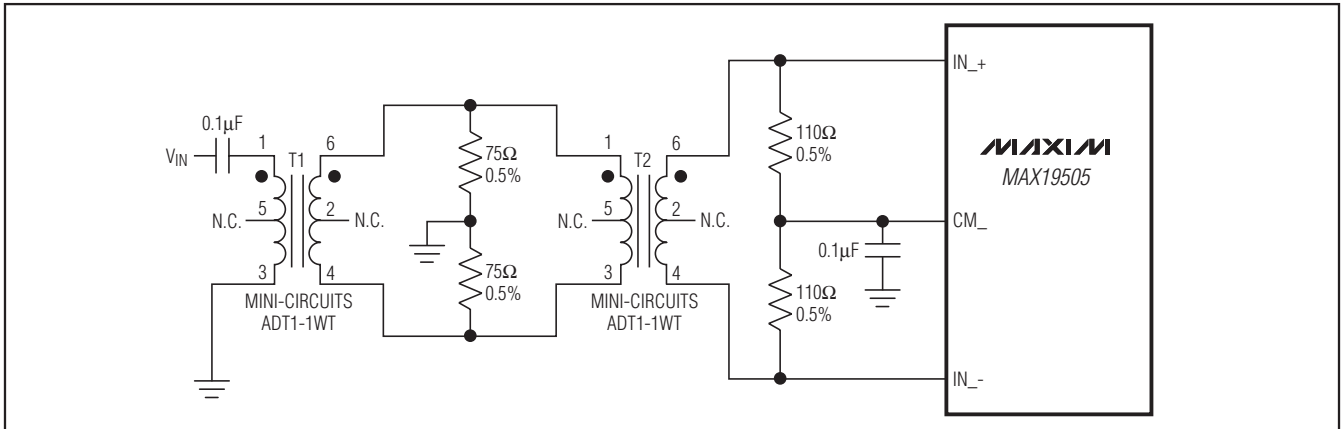 0.1μF
VIN
1
T1
6
N.C.
5
2
N.C.
3
4
MINI-CIRCUITS
ADT1-1WT
75Ω
0.5%
75Ω
0.5%
1
T2
6
N.C.
5
2
N.C.
3
4
MINI-CIRCUITS
ADT1-1WT
110Ω
0.5%
0.1μF
110Ω
0.5%
IN_+
MAXIM
MAX19505
CM_
IN_-